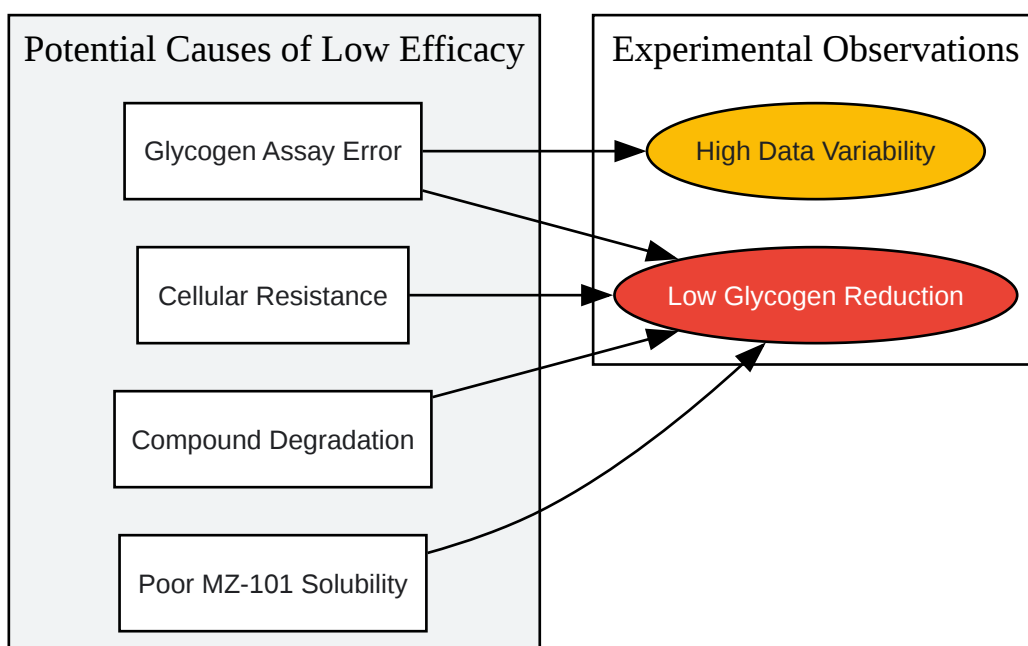 Potential Causes of Low Efficacy
Glycogen Assay Error
Cellular Resistance
Compound Degradation
Poor MZ-101 Solubility
Experimental Observations
High Data Variability
Low Glycogen Reduction